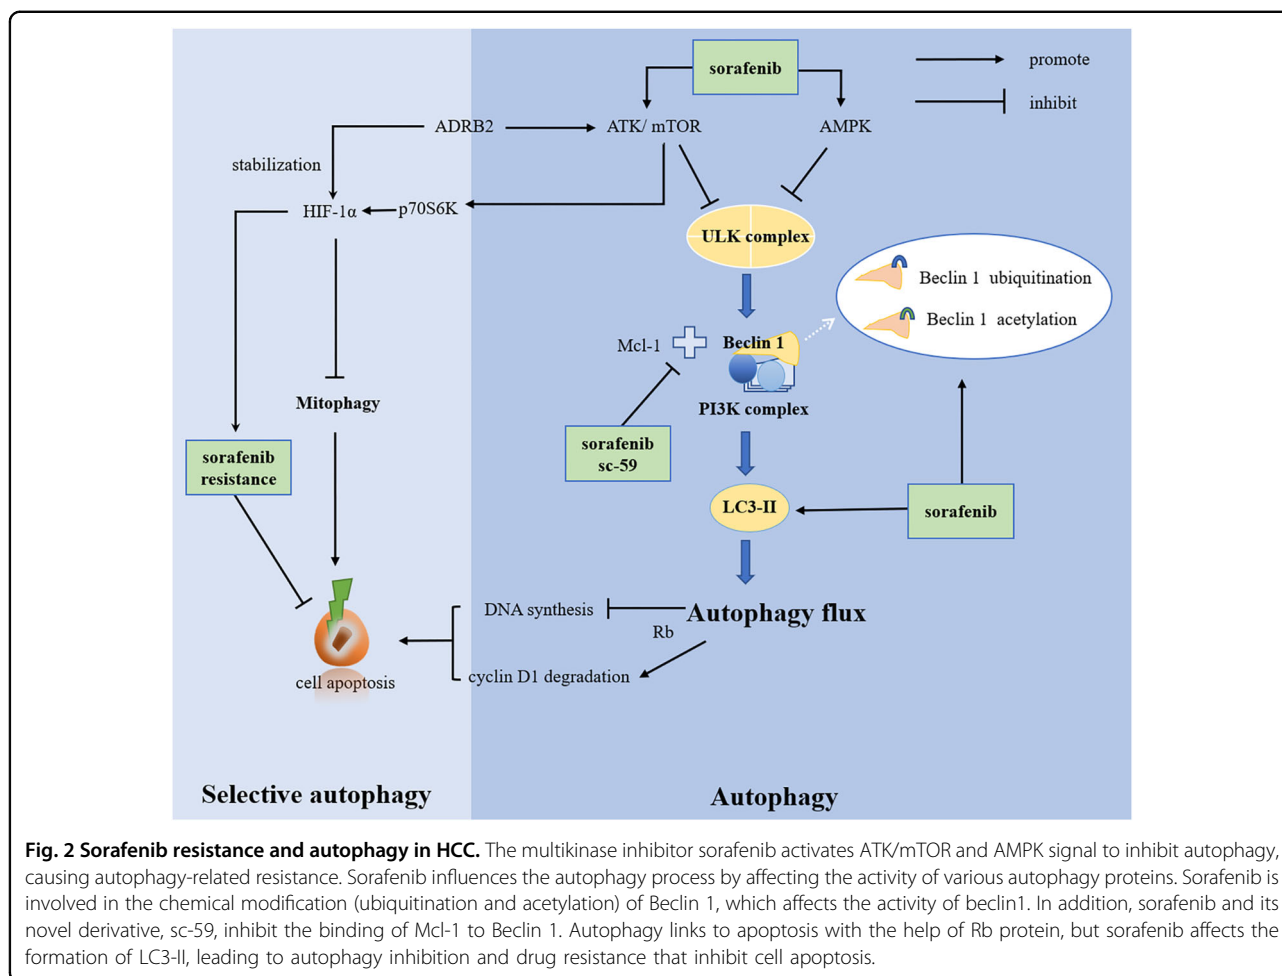 sorafenib
promote
inhibit
ADRB2
ATK/ mTOR
AMPK
stabilization
HIF-1α
p70S6K
ULK complex
Beclin 1 ubiquitination
Beclin 1 acetylation
Mcl-1
Beclin 1
PI3K complex
Mitophagy
sorafenib
sc-59
sorafenib
resistance
LC3-II
sorafenib
DNA synthesis
Autophagy flux
Rb
cyclin D1 degradation
cell apoptosis
Selective autophagy
Autophagy
Fig. 2 Sorafenib resistance and autophagy in HCC. The multikinase inhibitor sorafenib activates ATK/mTOR and AMPK signal to inhibit autophagy,
causing autophagy-related resistance. Sorafenib influences the autophagy process by affecting the activity of various autophagy proteins. Sorafenib is
involved in the chemical modification (ubiquitination and acetylation) of Beclin 1, which affects the activity of beclin1. In addition, sorafenib and its
novel derivative, sc-59, inhibit the binding of Mcl-1 to Beclin 1. Autophagy links to apoptosis with the help of Rb protein, but sorafenib affects the
formation of LC3-II, leading to autophagy inhibition and drug resistance that inhibit cell apoptosis.